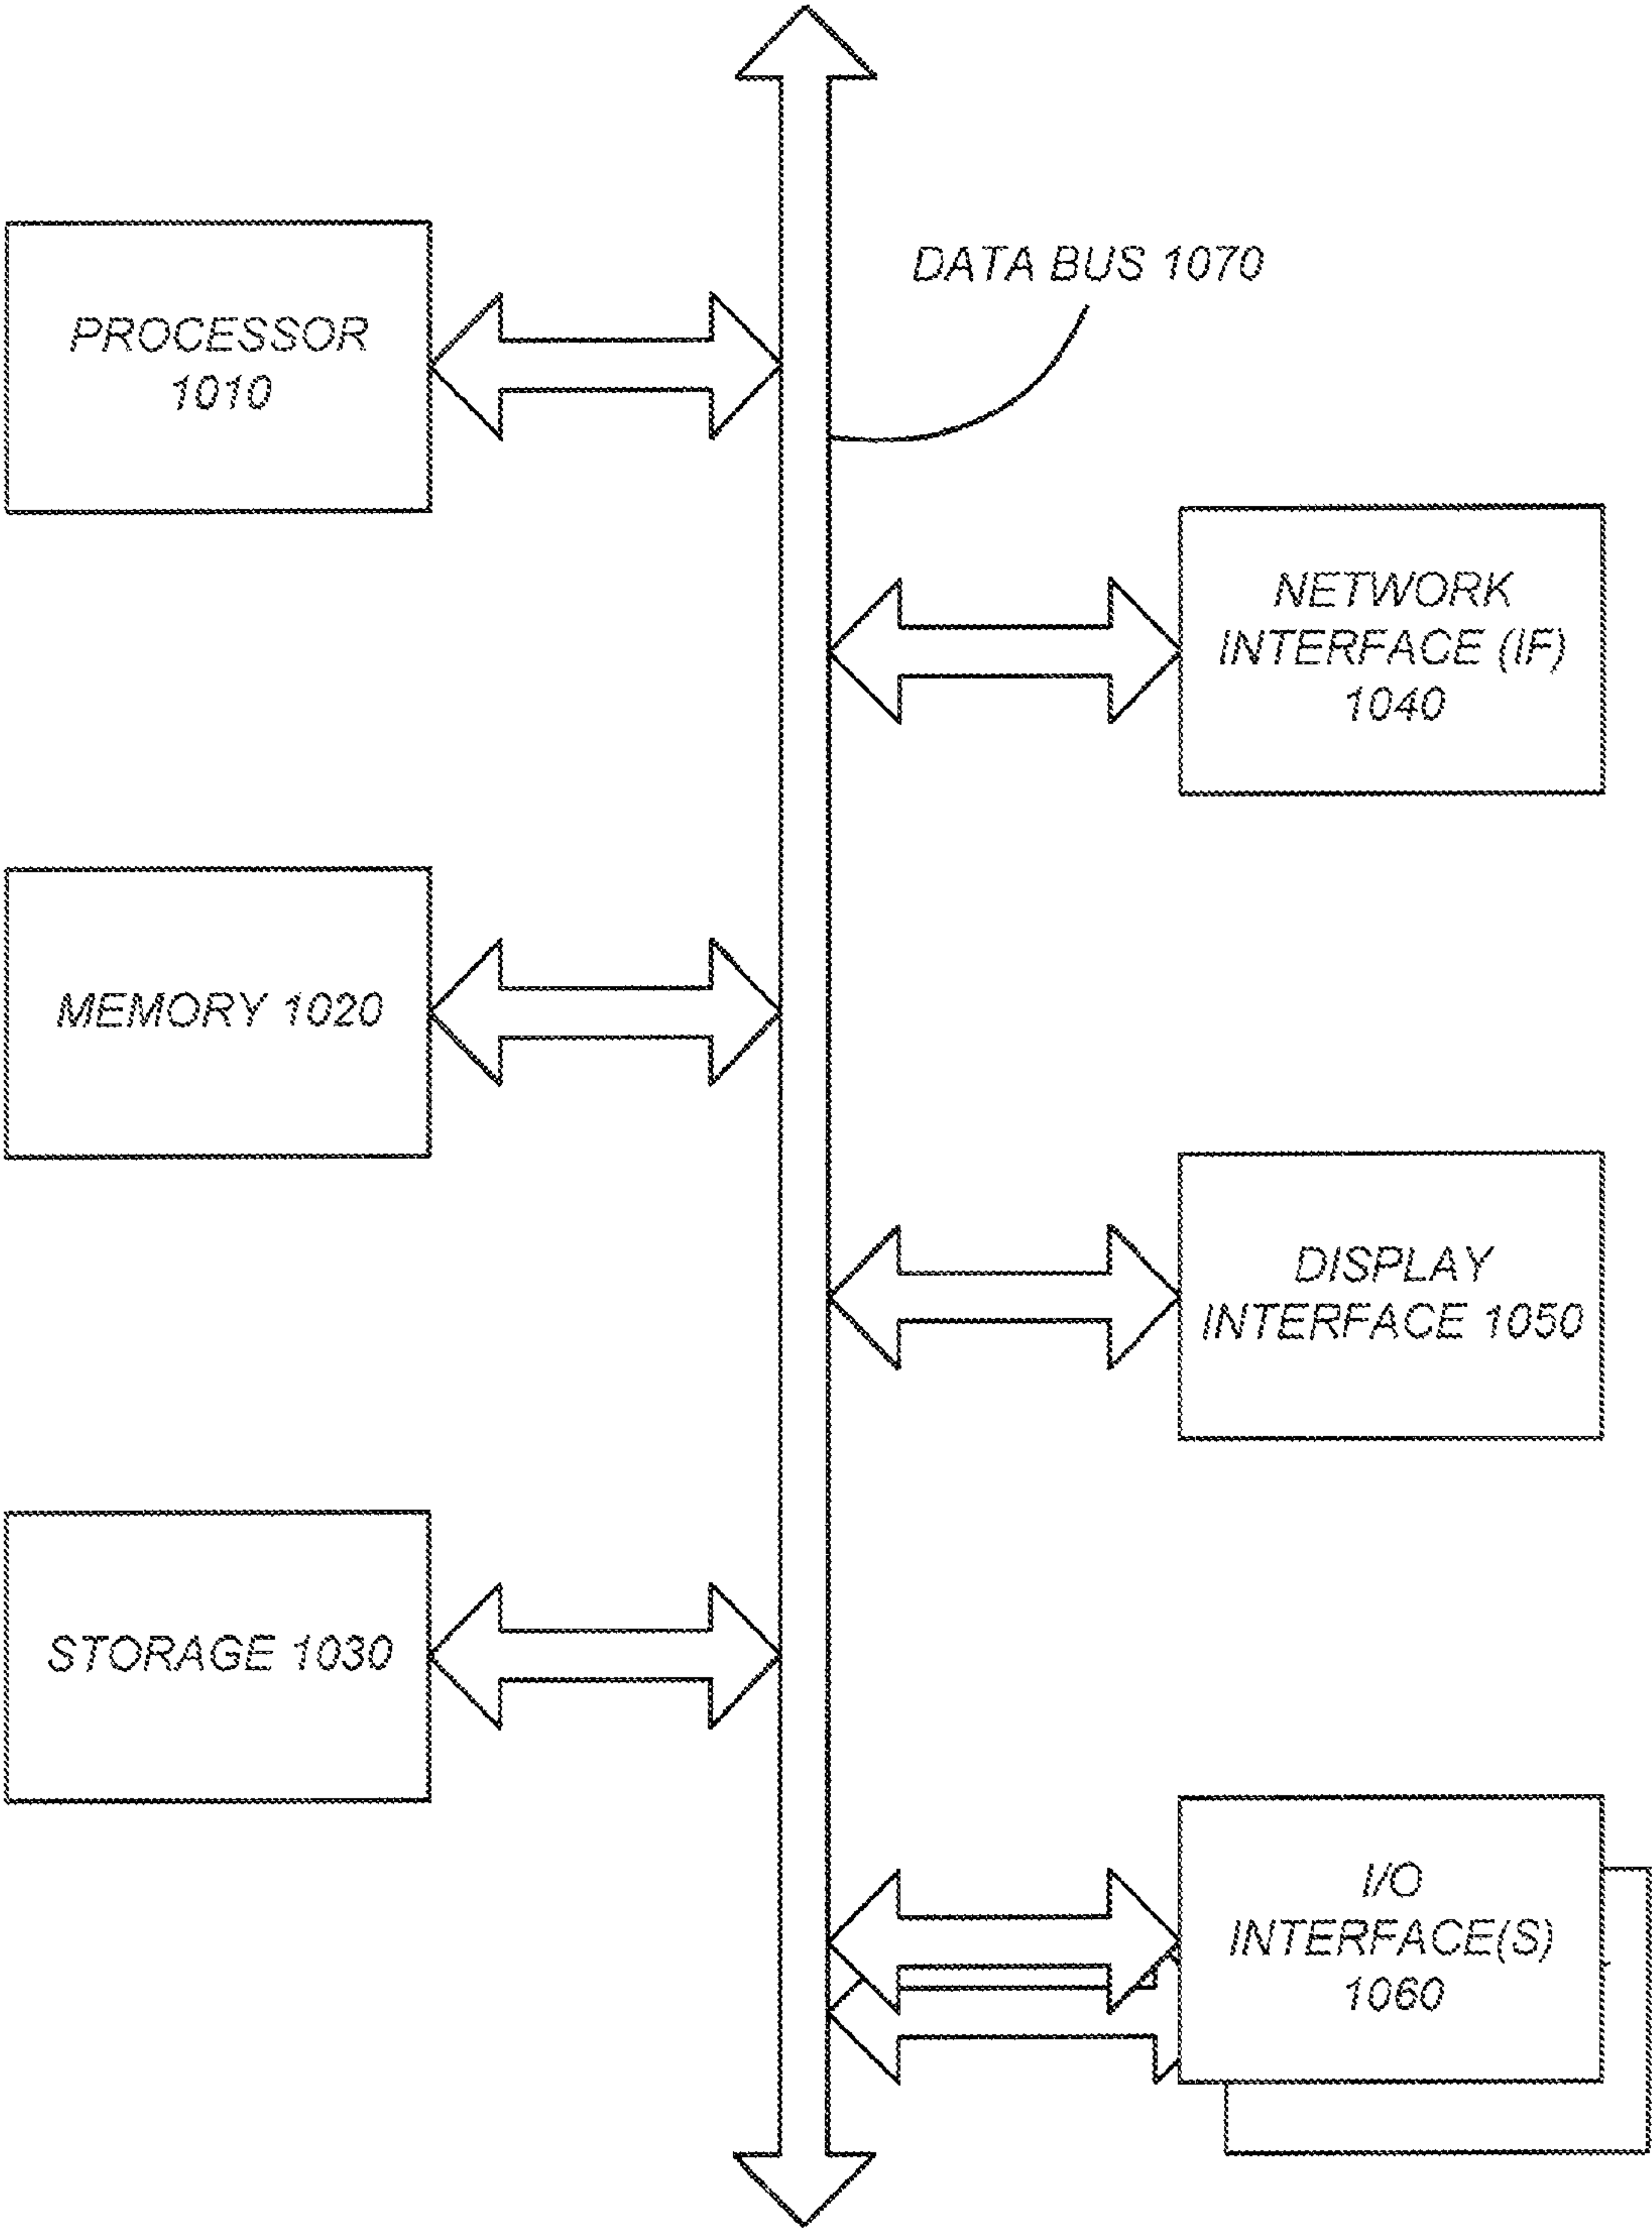 DATA BUS 1070
PROCESSOR
1010
NETWORK
INTERFACE (IF)
1040
MEMORY 1020
DISPLAY
INTERFACE 1050
STORAGE 1030
I/O
INTERFACE(S)
1060